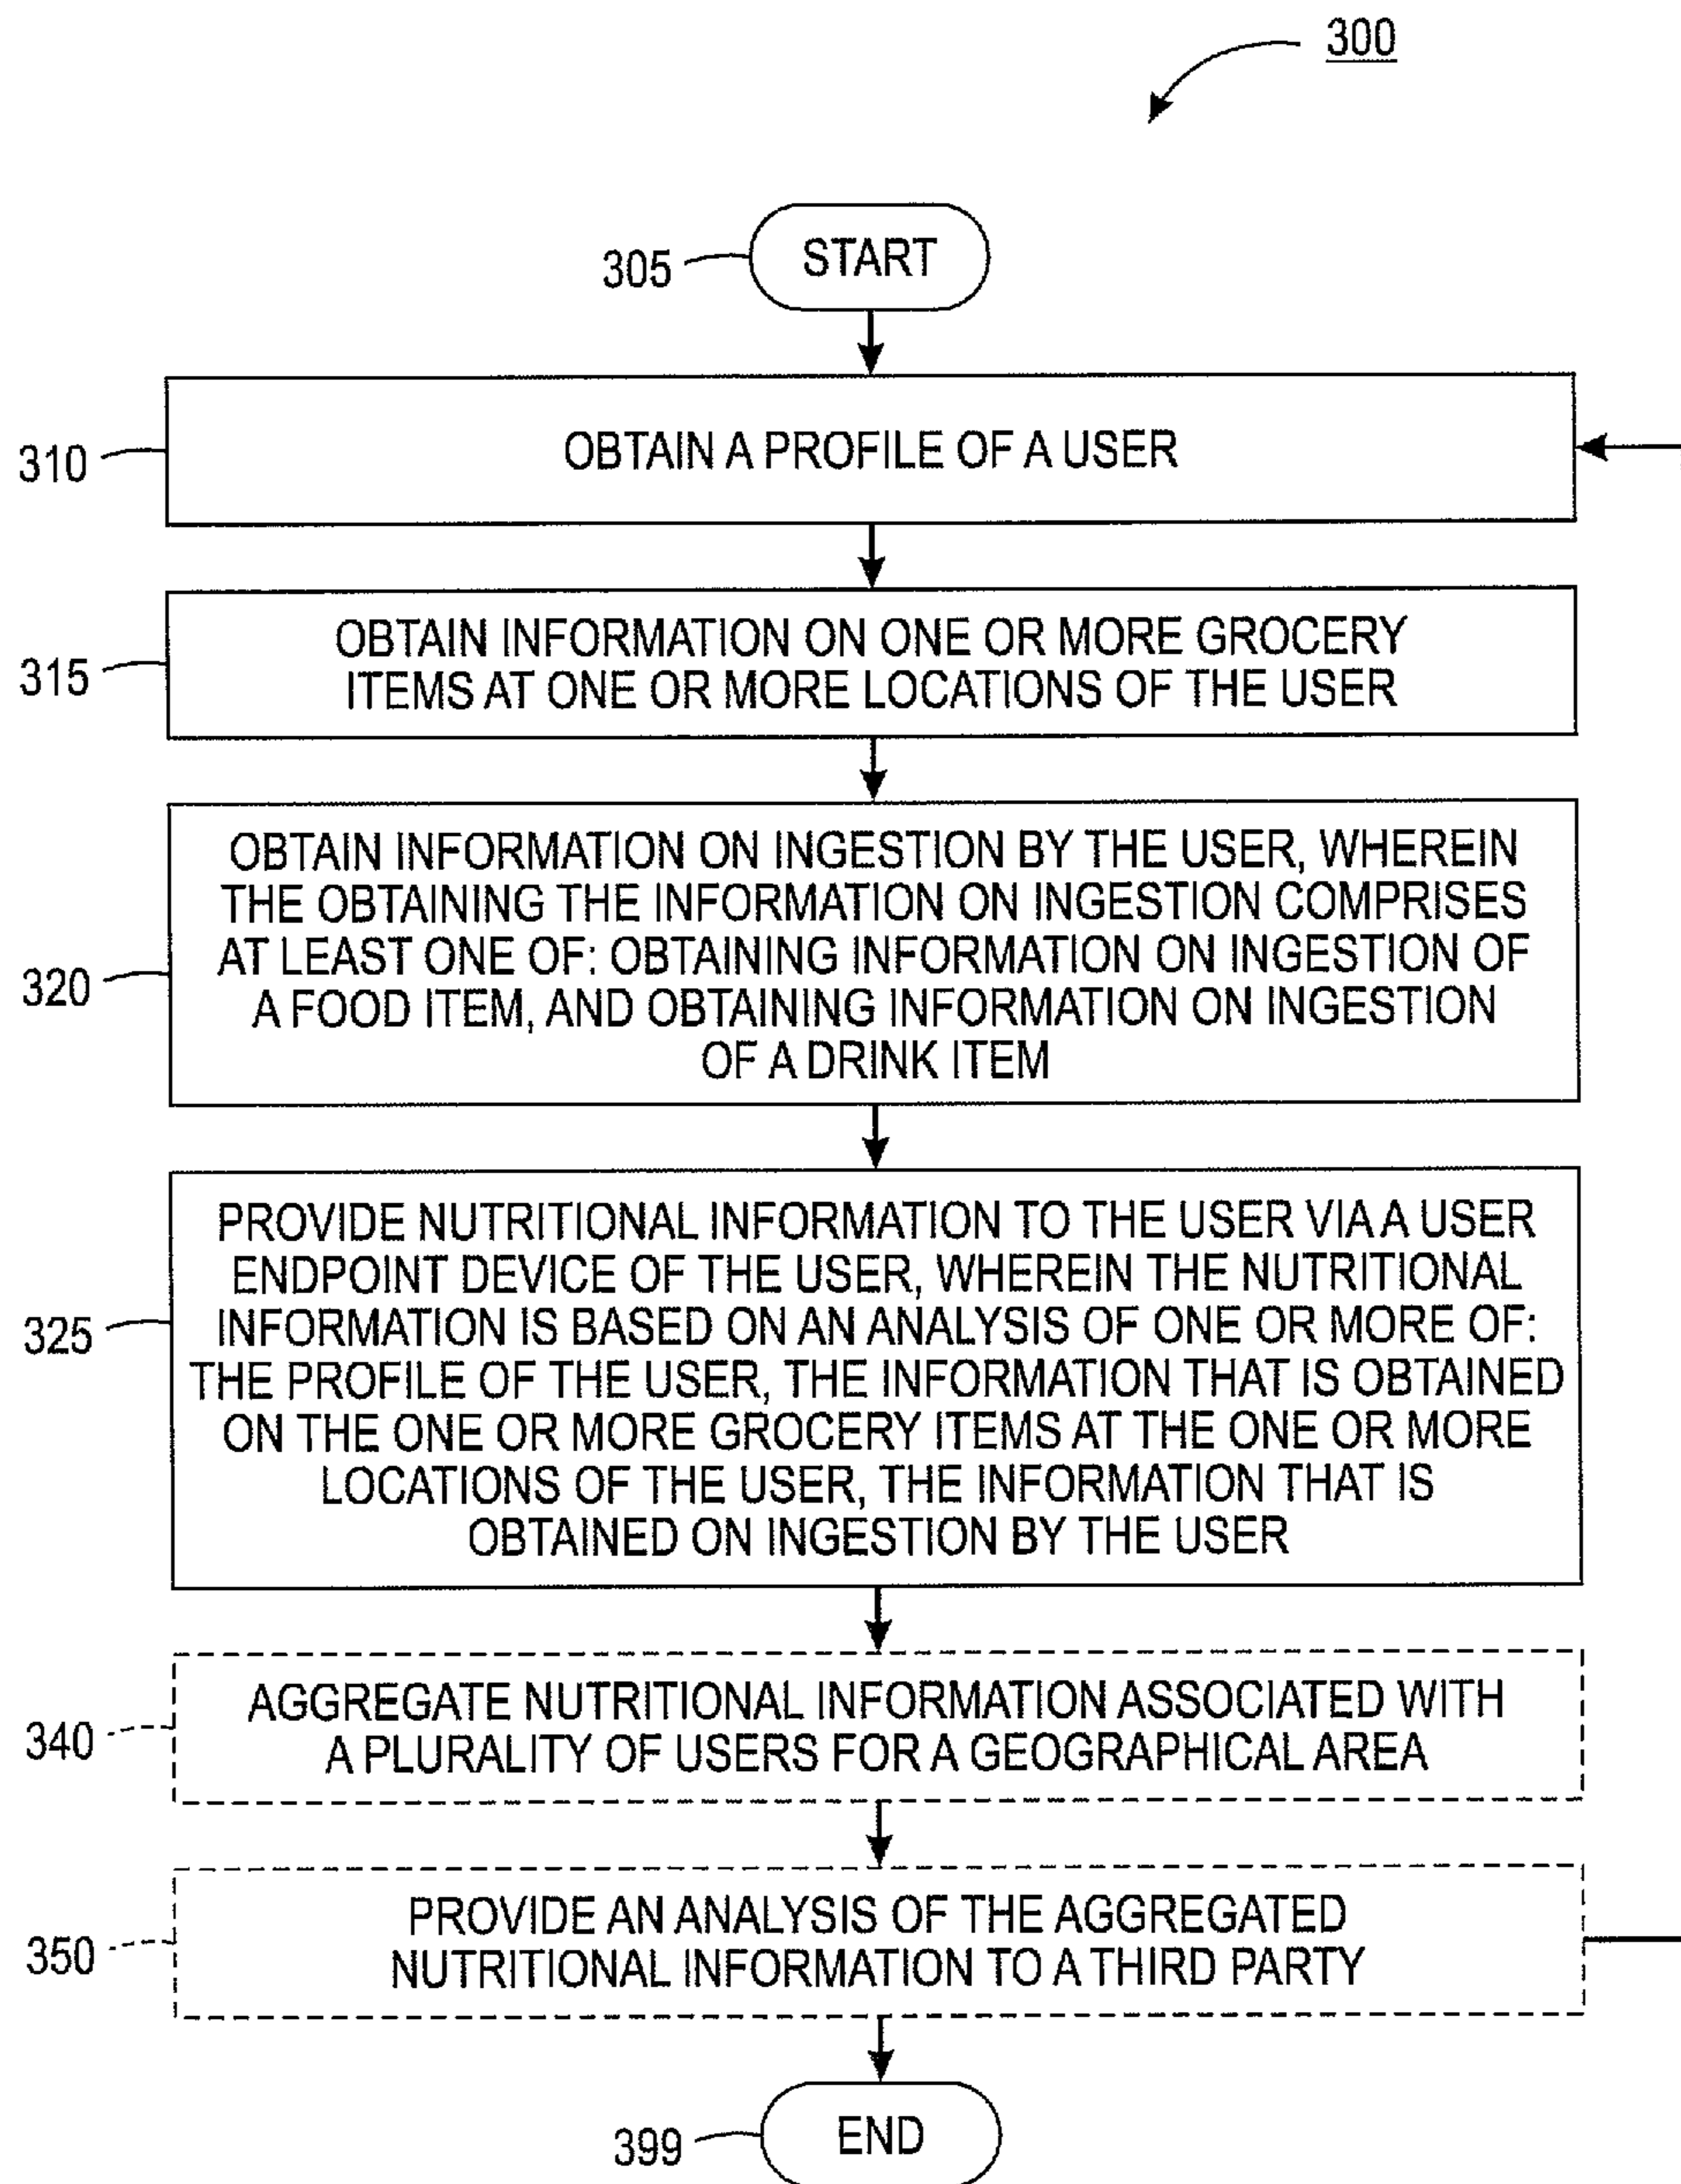 300
305
START
310
OBTAIN A PROFILE OF A USER
315
OBTAIN INFORMATION ON ONE OR MORE GROCERY
ITEMS AT ONE OR MORE LOCATIONS OF THE USER
320
OBTAIN INFORMATION ON INGESTION BY THE USER, WHEREIN
THE OBTAINING THE INFORMATION ON INGESTION COMPRISES
AT LEAST ONE OF: OBTAINING INFORMATION ON INGESTION OF
A FOOD ITEM, AND OBTAINING INFORMATION ON INGESTION
OF A DRINK ITEM
325
PROVIDE NUTRITIONAL INFORMATION TO THE USER VIA A USER
ENDPOINT DEVICE OF THE USER, WHEREIN THE NUTRITIONAL
INFORMATION IS BASED ON AN ANALYSIS OF ONE OR MORE OF:
THE PROFILE OF THE USER, THE INFORMATION THAT IS OBTAINED
ON THE ONE OR MORE GROCERY ITEMS AT THE ONE OR MORE
LOCATIONS OF THE USER, THE INFORMATION THAT IS
OBTAINED ON INGESTION BY THE USER
340
AGGREGATE NUTRITIONAL INFORMATION ASSOCIATED WITH
A PLURALITY OF USERS FOR A GEOGRAPHICAL AREA
350
PROVIDE AN ANALYSIS OF THE AGGREGATED
NUTRITIONAL INFORMATION TO A THIRD PARTY
399
END